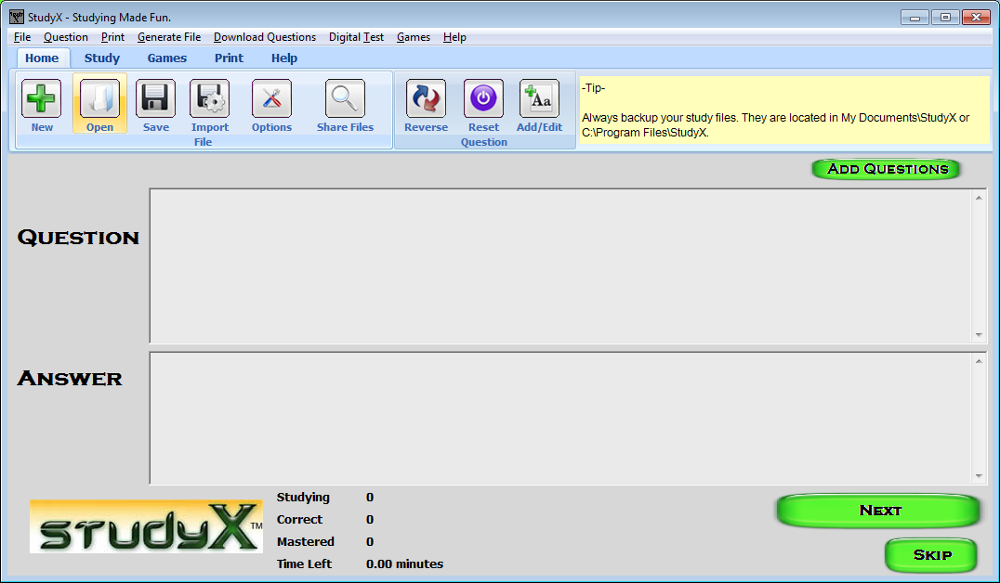 StudyX - Studying Made Fun.
File Question Print Generate File Download Questions Digital Test Games Help
Home Study Games Print Help
New Open Save Import Options Share Files
File
Reverse Reset Add/Edit
Question
Aa
-Tip-
Always backup your study files. They are located in My Documents\StudyX or
C:\Program Files\StudyX.
Add Questions
Question
Answer
studyX™
Studying 0
Correct 0
Mastered 0
Time Left 0.00 minutes
Next
Skip